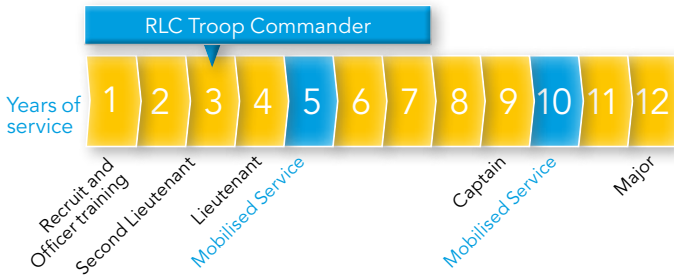 RLC Troop Commander
Years of
service
1 2 3 4 5 6 7 8 9 10 11 12
Recruit and
Officer training
Second Lieutenant
Lieutenant
Mobilised Service
Captain
Mobilised Service
Major